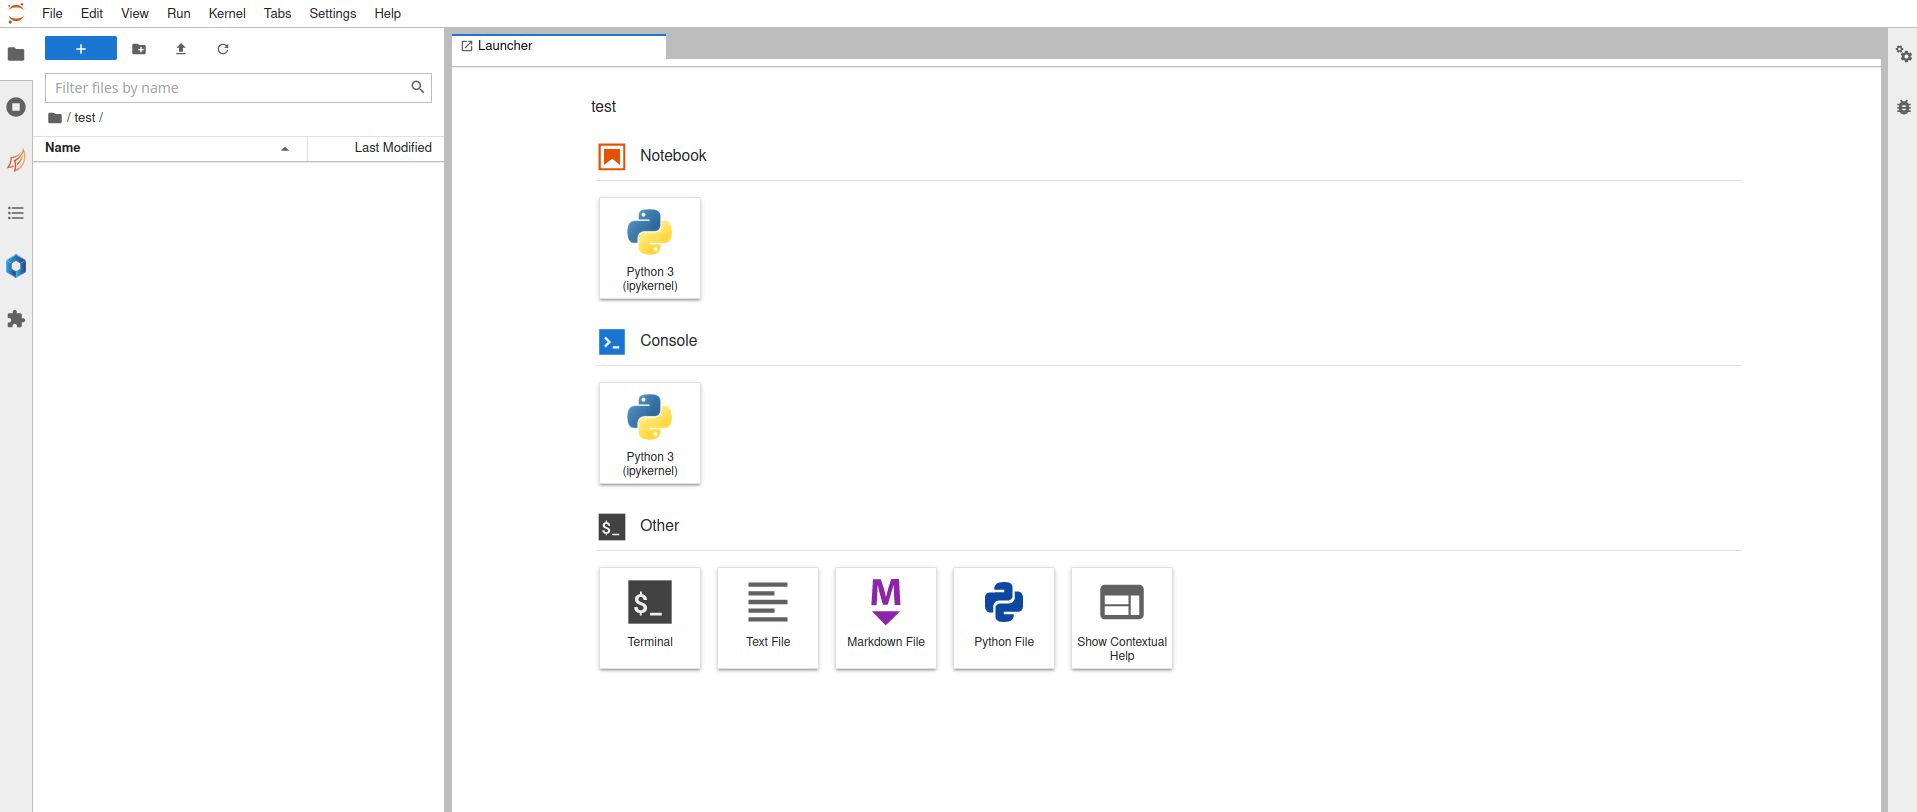 File Edit View Run Kernel Tabs Settings Help
+
Filter files by name
/ test /
Name Last Modified
Launcher
test
Notebook
Python 3
(ipykernel)
Console
Python 3
(ipykernel)
$_ Other
$_
Terminal
Text File
M
Markdown File
Python File
Show Contextual
Help